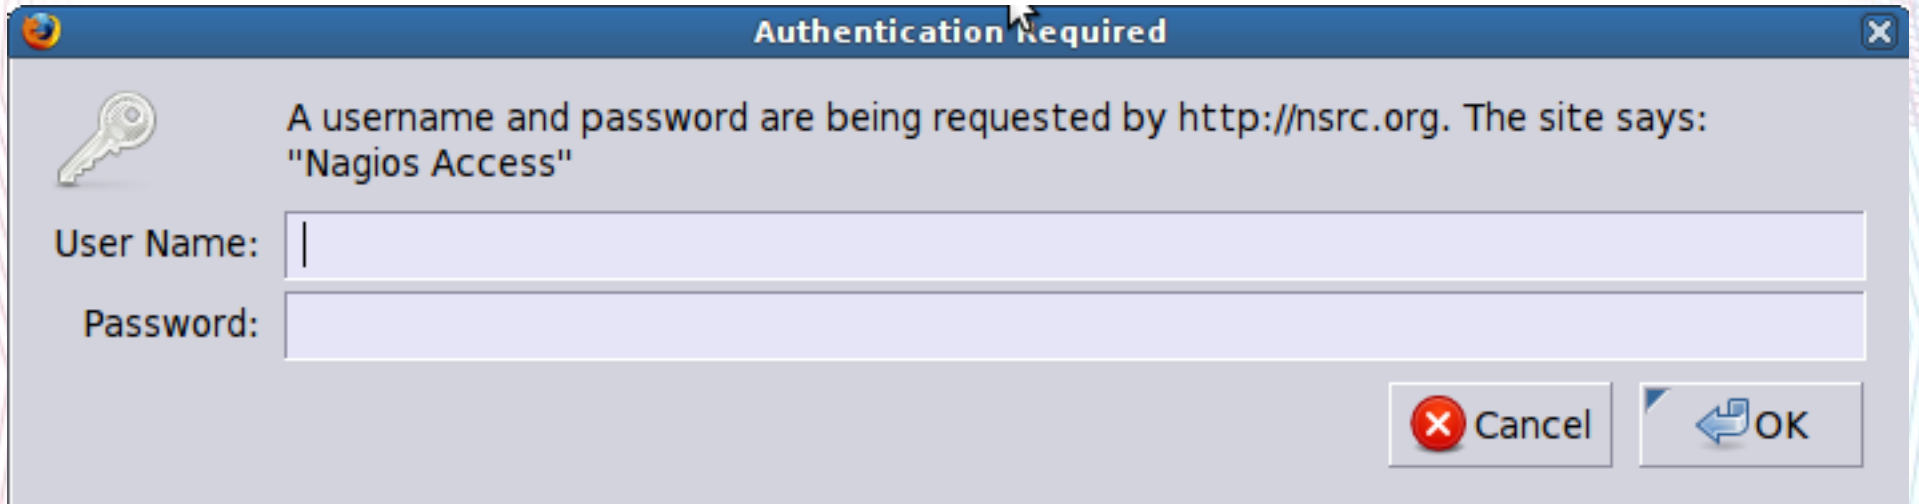 Authentication Required
A username and password are being requested by http://nsrc.org. The site says:
"Nagios Access"
User Name:
Password:
Cancel
OK